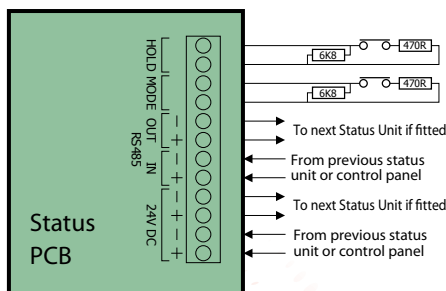 HOLD
MODE
OUT
IN
RS485
24V DC
−
+
−
+
−
+
−
+
Status
PCB
6K8
470R
6K8
470R
To next Status Unit if fitted
From previous status
unit or control panel
To next Status Unit if fitted
From previous status
unit or control panel